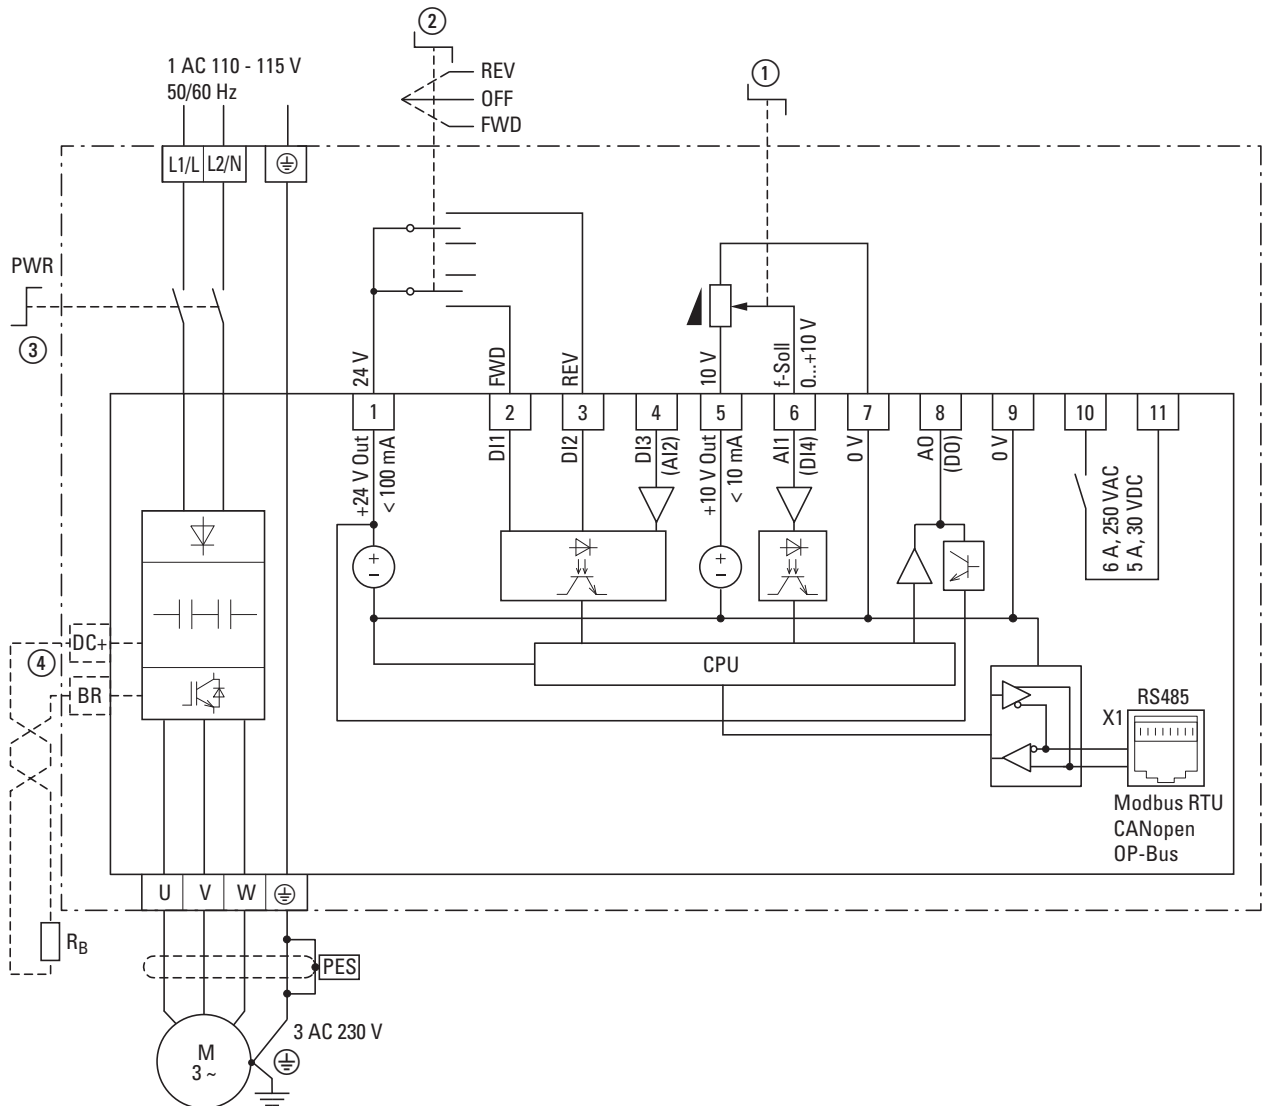 2
1 AC 110 - 115 V
50/60 Hz
REV
OFF
FWD
1
L1/L
L2/N
PWR
3
24 V
FWD
REV
10 V
f-Soll
0...+10 V
1
2
3
4
5
6
7
8
9
10
11
+24 V Out
< 100 mA
DI1
DI2
DI3
(AI2)
+10 V Out
< 10 mA
AI1
(DI4)
0 V
AO
(DO)
0 V
6 A, 250 VAC
5 A, 30 VDC
+
-
+
-
DC+
4
BR
CPU
RS485
X1
Modbus RTU
CANopen
OP-Bus
U
V
W
RB
PES
3 AC 230 V
M
3 ~